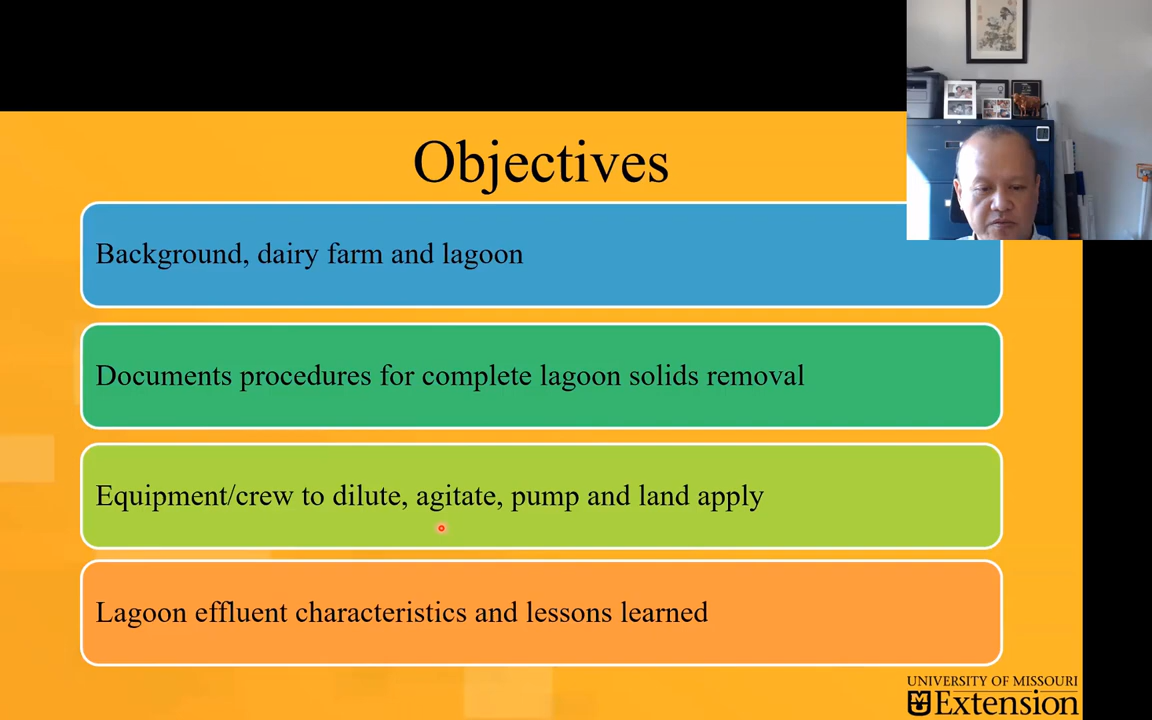 Objectives
Background, dairy farm and lagoon
Documents procedures for complete lagoon solids removal
Equipment/crew to dilute, agitate, pump and land apply
Lagoon effluent characteristics and lessons learned
UNIVERSITY OF MISSOURI
Extension